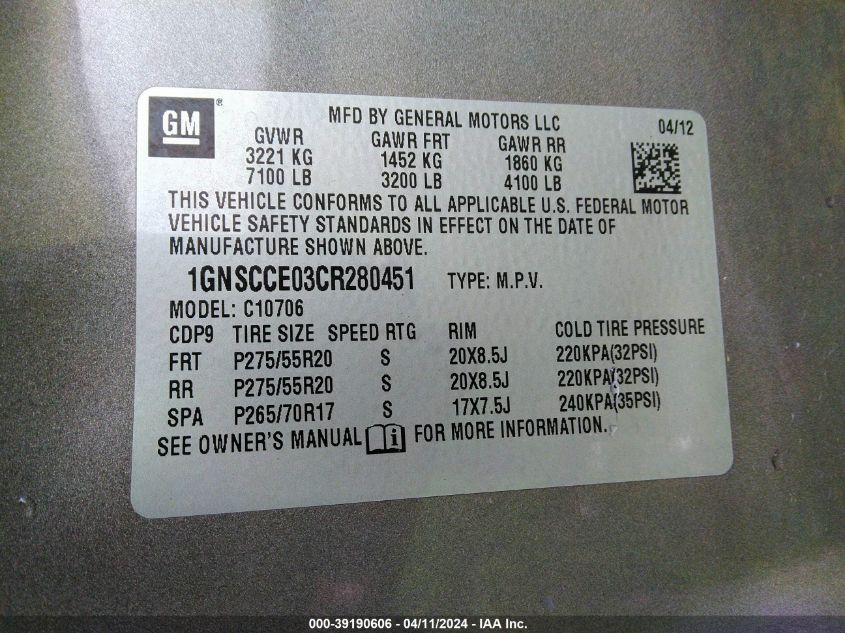 GM ®
MFD BY GENERAL MOTORS LLC 04/12
GVWR GAWR FRT GAWR RR
3221 KG 1452 KG 1860 KG
7100 LB 3200 LB 4100 LB
THIS VEHICLE CONFORMS TO ALL APPLICABLE U.S. FEDERAL MOTOR
VEHICLE SAFETY STANDARDS IN EFFECT ON THE DATE OF
MANUFACTURE SHOWN ABOVE.
1GNSCCE03CR280451 TYPE: M.P.V.
MODEL: C10706
CDP9 TIRE SIZE SPEED RTG RIM COLD TIRE PRESSURE
FRT P275/55R20 S 20X8.5J 220KPA(32PSI)
RR P275/55R20 S 20X8.5J 220KPA(32PSI)
SPA P265/70R17 S 17X7.5J 240KPA(35PSI)
SEE OWNER'S MANUAL FOR MORE INFORMATION.
000-39190606 - 04/11/2024 - IAA Inc.